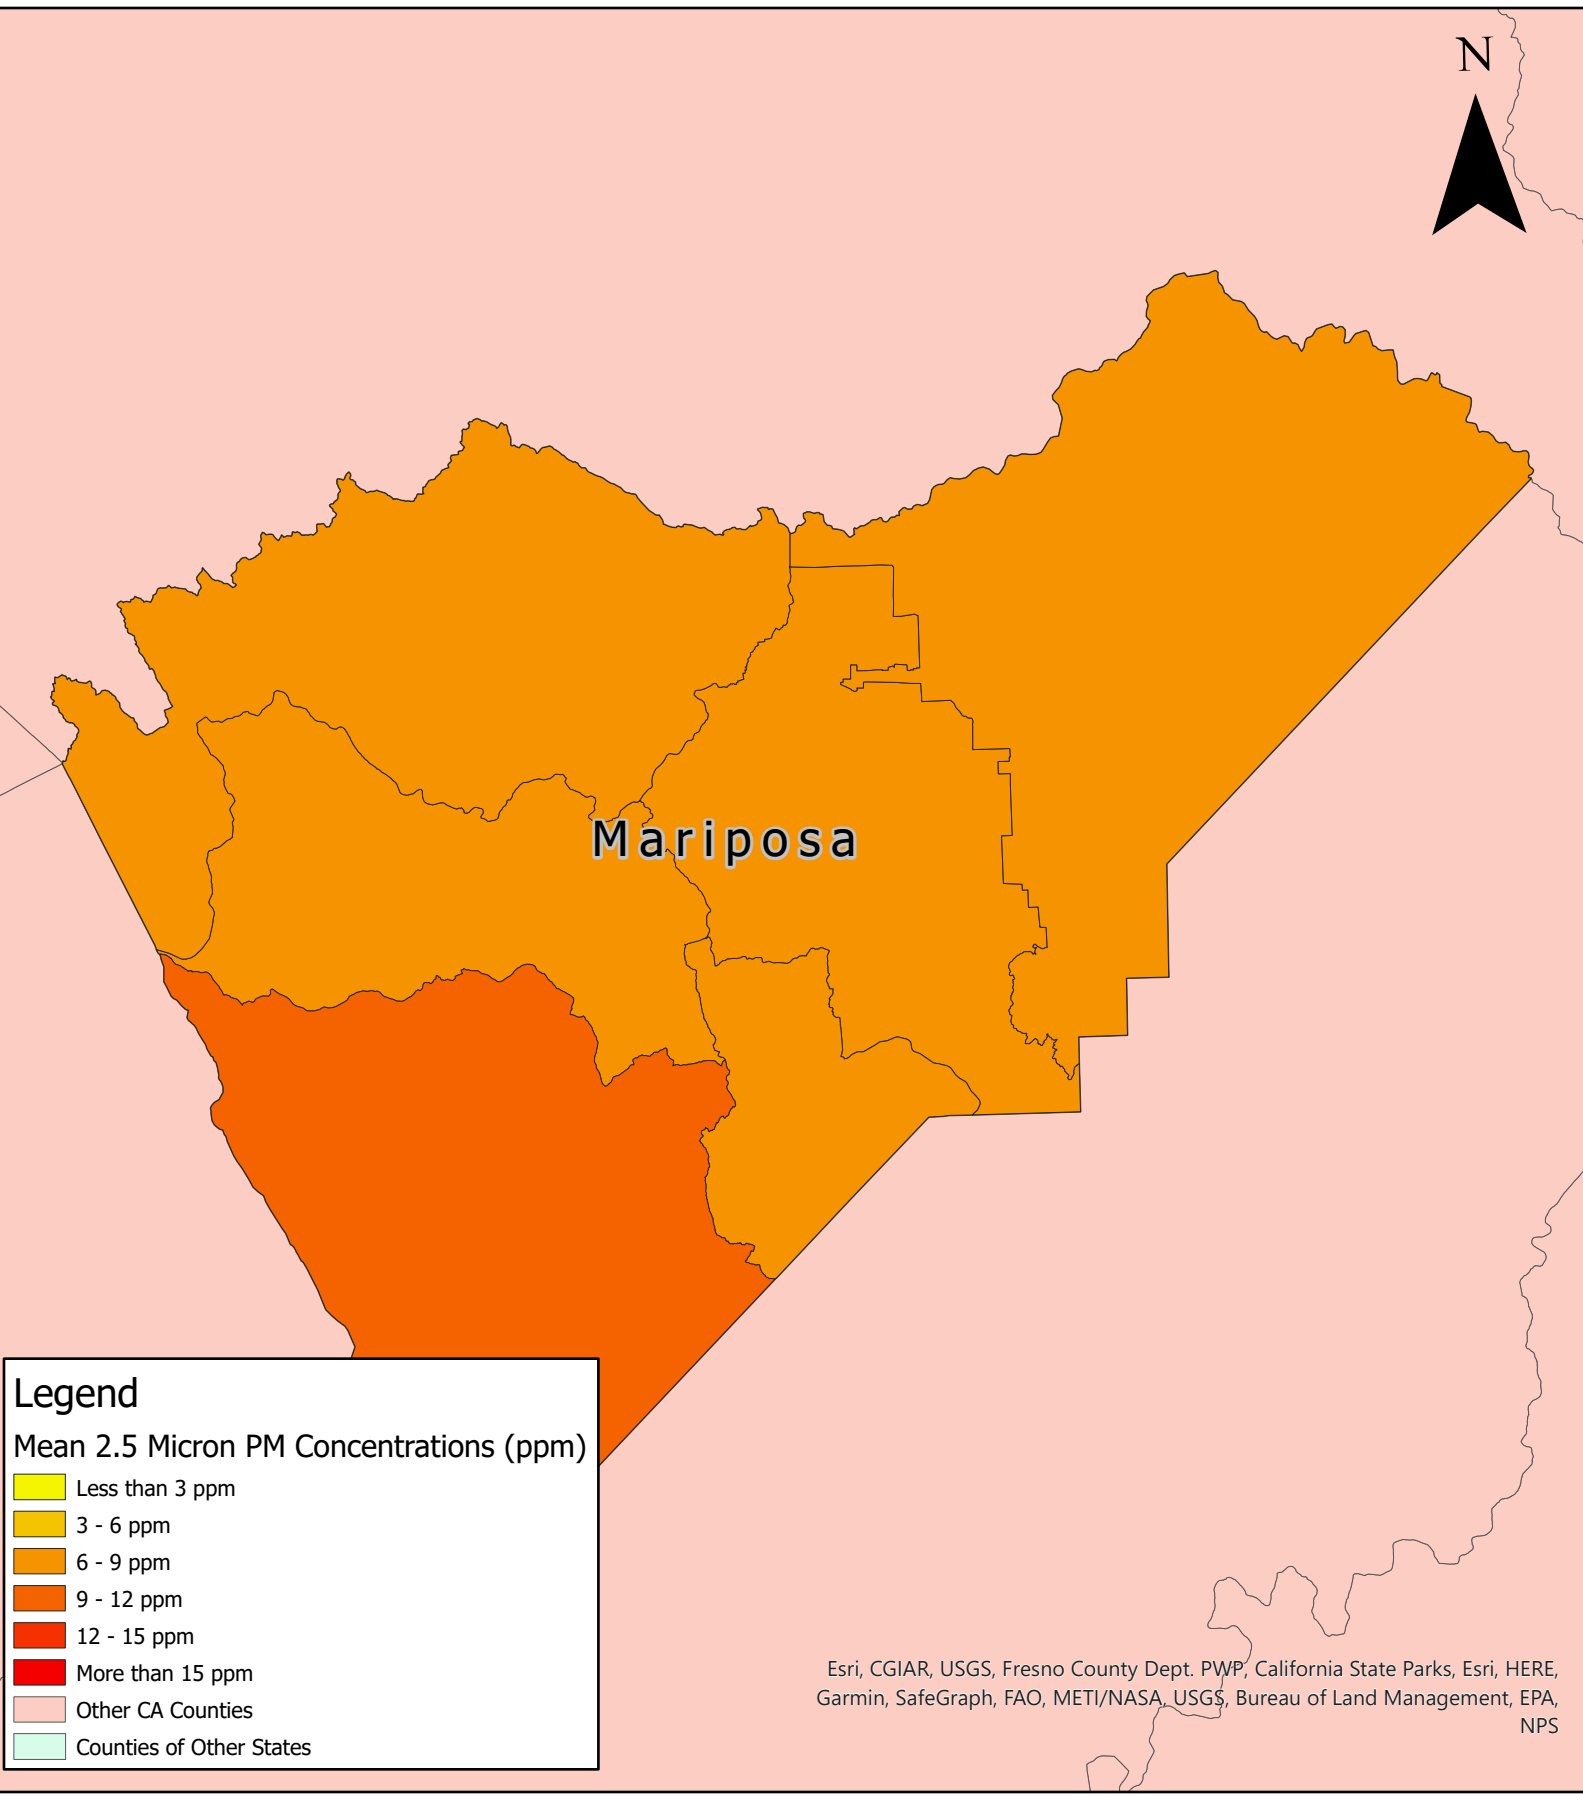 N
Mariposa
Legend
Mean 2.5 Micron PM Concentrations (ppm)
Less than 3 ppm
3 - 6 ppm
6 - 9 ppm
9 - 12 ppm
12 - 15 ppm
More than 15 ppm
Other CA Counties
Counties of Other States
Esri, CGIAR, USGS, Fresno County Dept. PWP, California State Parks, Esri, HERE,
Garmin, SafeGraph, FAO, METI/NASA, USGS, Bureau of Land Management, EPA,
NPS